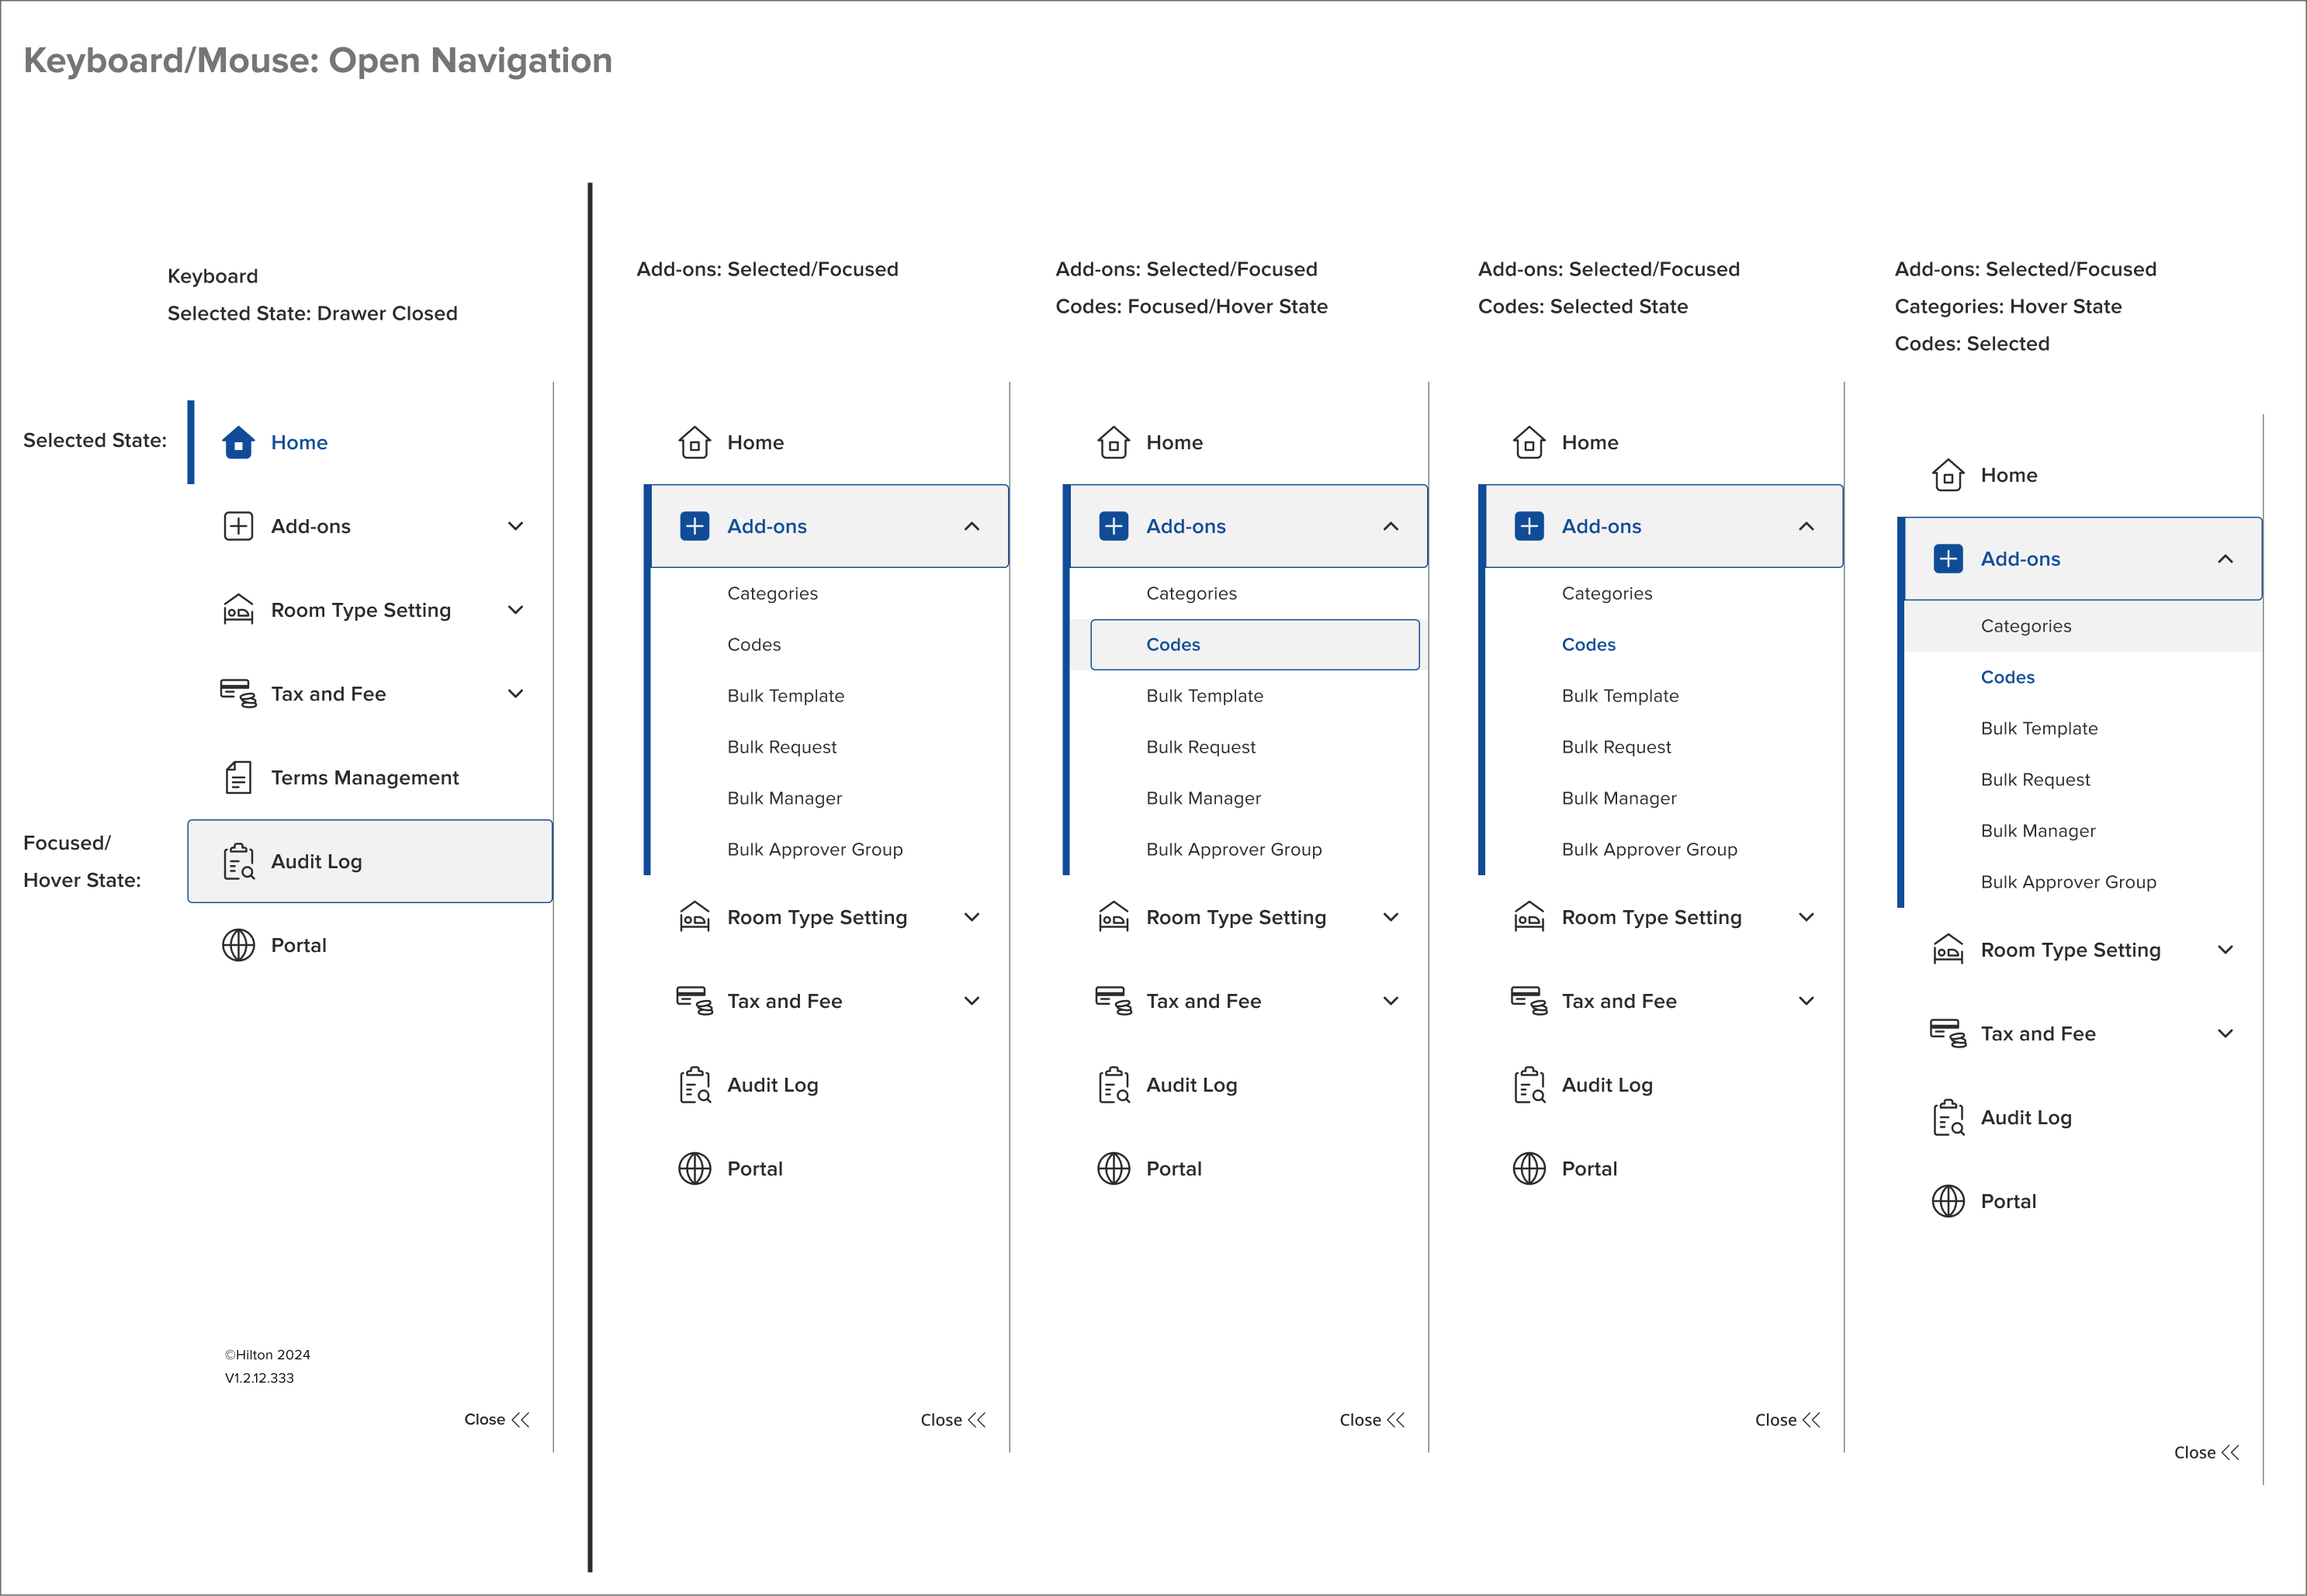 Keyboard/Mouse: Open Navigation
Keyboard
Selected State: Drawer Closed
Selected State:
Home
Add-ons
Room Type Setting
Tax and Fee
Terms Management
Focused/
Hover State:
Audit Log
Portal
©Hilton 2024
V1.2.12.333
Close
Add-ons: Selected/Focused
Home
Add-ons
Categories
Codes
Bulk Template
Bulk Request
Bulk Manager
Bulk Approver Group
Room Type Setting
Tax and Fee
Audit Log
Portal
Close
Add-ons: Selected/Focused
Codes: Focused/Hover State
Home
Add-ons
Categories
Codes
Bulk Template
Bulk Request
Bulk Manager
Bulk Approver Group
Room Type Setting
Tax and Fee
Audit Log
Portal
Close
Add-ons: Selected/Focused
Codes: Selected State
Home
Add-ons
Categories
Codes
Bulk Template
Bulk Request
Bulk Manager
Bulk Approver Group
Room Type Setting
Tax and Fee
Audit Log
Portal
Close
Add-ons: Selected/Focused
Categories: Hover State
Codes: Selected
Home
Add-ons
Categories
Codes
Bulk Template
Bulk Request
Bulk Manager
Bulk Approver Group
Room Type Setting
Tax and Fee
Audit Log
Portal
Close